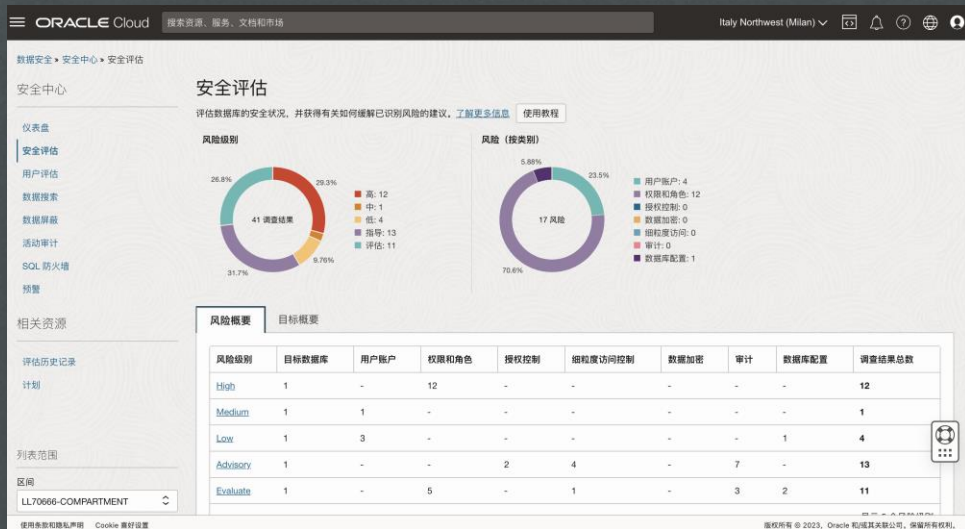 ORACLE Cloud
搜索资源、服务、文档和市场
Italy Northwest (Milan)
数据安全 » 安全中心 » 安全评估
安全中心
仪表盘
安全评估
用户评估
数据搜索
数据屏蔽
活动审计
SQL 防火墙
预警
相关资源
评估历史记录
计划
列表范围
区间
LL70666-COMPARTMENT
安全评估
评估数据库的安全状况，并获得有关如何缓解已识别风险的建议。了解更多信息 使用教程
风险级别
26.8%
29.3%
9.76%
31.7%
41 调查结果
高: 12
中: 1
低: 4
指导: 13
评估: 11
风险（按类别）
5.88%
23.5%
70.6%
17 风险
用户账户: 4
权限和角色: 12
授权控制: 0
数据加密: 0
细粒度访问: 0
审计: 0
数据库配置: 1
风险概要 目标概要
风险级别 目标数据库 用户账户 权限和角色 授权控制 细粒度访问控制 数据加密 审计 数据库配置 调查结果总数
High 1 - 12 - - - - - 12
Medium 1 1 - - - - - - 1
Low 1 3 - - - - - 1 4
Advisory 1 - - 2 4 - 7 - 13
Evaluate 1 - 5 - 1 - 3 2 11
使用条款和隐私声明 Cookie 喜好设置
版权所有 © 2023，Oracle 和/或其关联公司。保留所有权利。